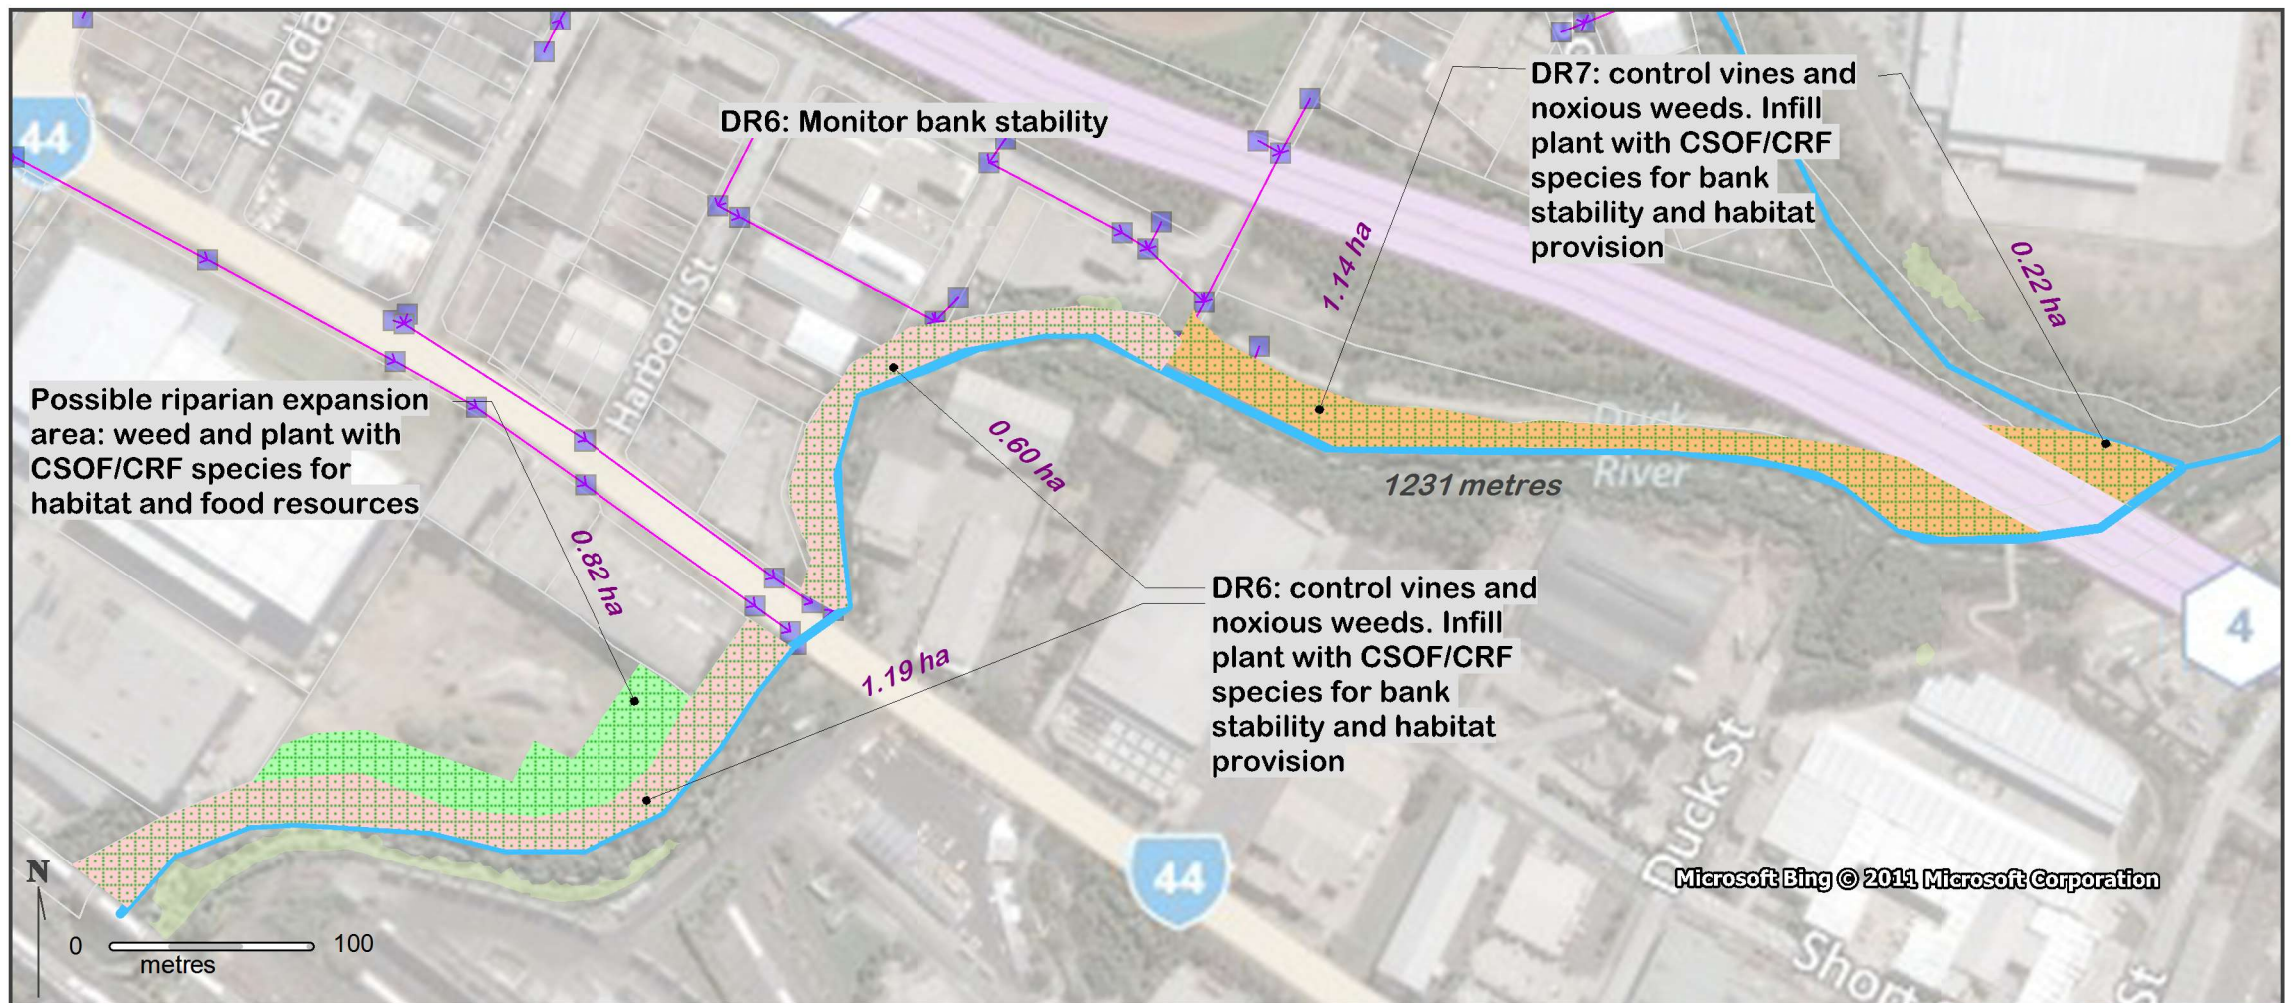 Kenda
44
DR6: Monitor bank stability
DR7: control vines and
noxious weeds. Infill
plant with CSOF/CRF
species for bank
stability and habitat
provision
1.14 ha
0.22 ha
Harbord St
Possible riparian expansion
area: weed and plant with
CSOF/CRF species for
habitat and food resources
0.82 ha
0.60 ha
Duck
River
1231 metres
DR6: control vines and
noxious weeds. Infill
plant with CSOF/CRF
species for bank
stability and habitat
provision
1.19 ha
4
Duck St
44
Microsoft Bing © 2011 Microsoft Corporation
N
0 100
metres
Short
St